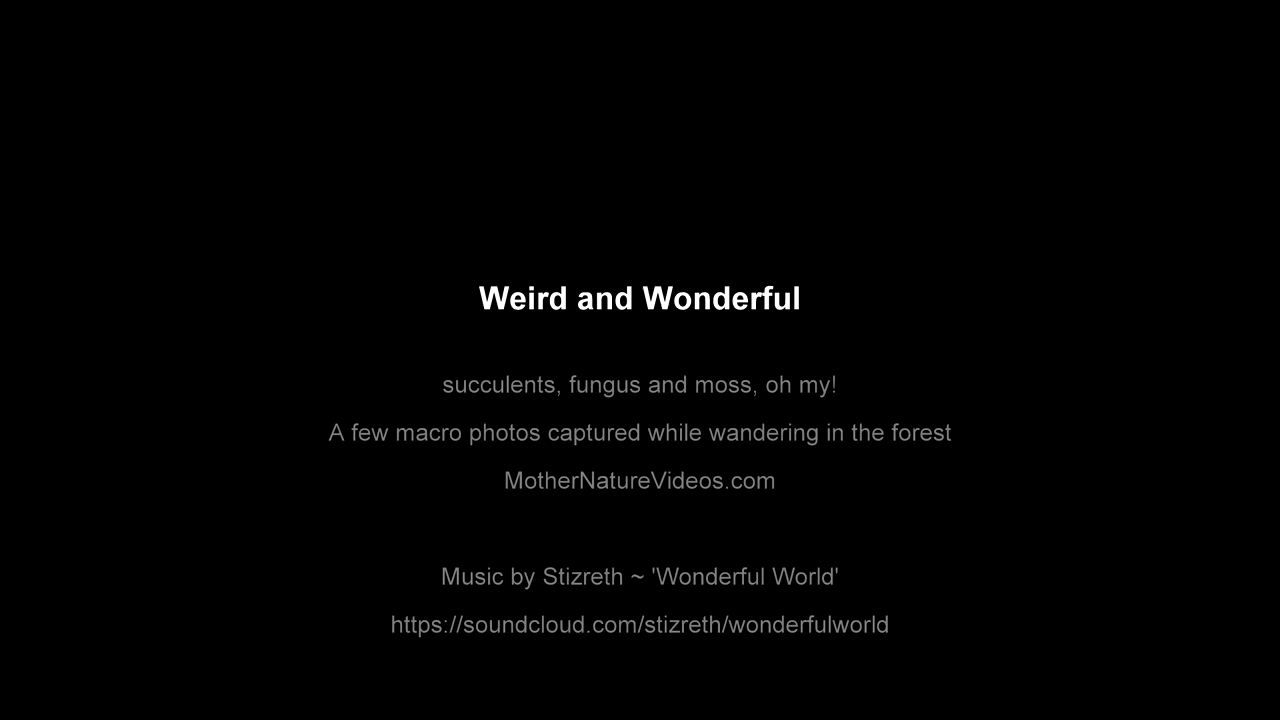 Weird and Wonderful
succulents, fungus and moss, oh my!
A few macro photos captured while wandering in the forest
MotherNatureVideos.com
Music by Stizreth ~ 'Wonderful World'
https://soundcloud.com/stizreth/wonderfulworld